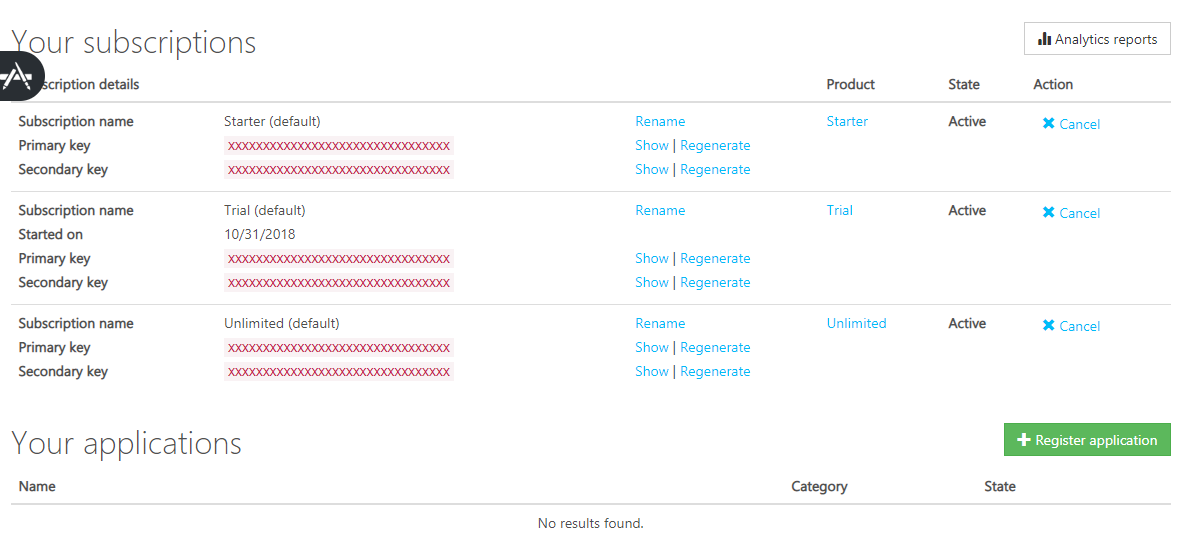 Your subscriptions
Analytics reports
scription details Product State Action
Subscription name Starter (default) Rename Starter Active Cancel
Primary key XXXXXXXXXXXXXXXXXXXXXXXXXXXXXXXX Show | Regenerate
Secondary key XXXXXXXXXXXXXXXXXXXXXXXXXXXXXXXX Show | Regenerate
Subscription name Trial (default) Rename Trial Active Cancel
Started on 10/31/2018
Primary key XXXXXXXXXXXXXXXXXXXXXXXXXXXXXXXX Show | Regenerate
Secondary key XXXXXXXXXXXXXXXXXXXXXXXXXXXXXXXX Show | Regenerate
Subscription name Unlimited (default) Rename Unlimited Active Cancel
Primary key XXXXXXXXXXXXXXXXXXXXXXXXXXXXXXXX Show | Regenerate
Secondary key XXXXXXXXXXXXXXXXXXXXXXXXXXXXXXXX Show | Regenerate
Your applications
Register application
Name Category State
No results found.